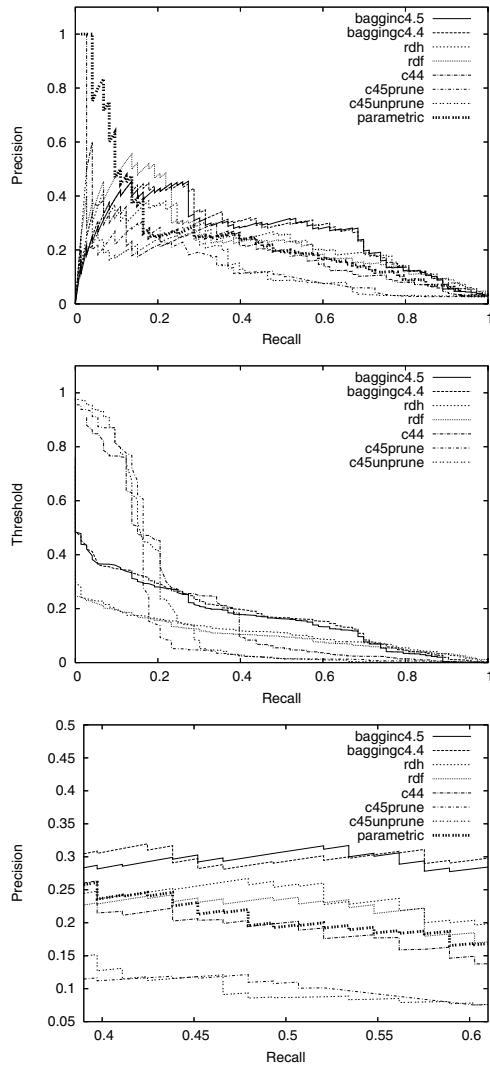 bagginc4.5
baggingc4.4
rdh
rdf
c44
c45prune
c45unprune
parametric
1
0.8
0.6
0.4
0.2
0
Precision
0 0.2 0.4 0.6 0.8 1
Recall
bagginc4.5
baggingc4.4
rdh
rdf
c44
c45prune
c45unprune
1
0.8
0.6
0.4
0.2
0
Threshold
0 0.2 0.4 0.6 0.8 1
Recall
0.5
0.45
0.4
0.35
0.3
0.25
0.2
0.15
0.1
0.05
Precision
bagginc4.5
baggingc4.4
rdh
rdf
c44
c45prune
c45unprune
parametric
0.4 0.45 0.5 0.55 0.6
Recall